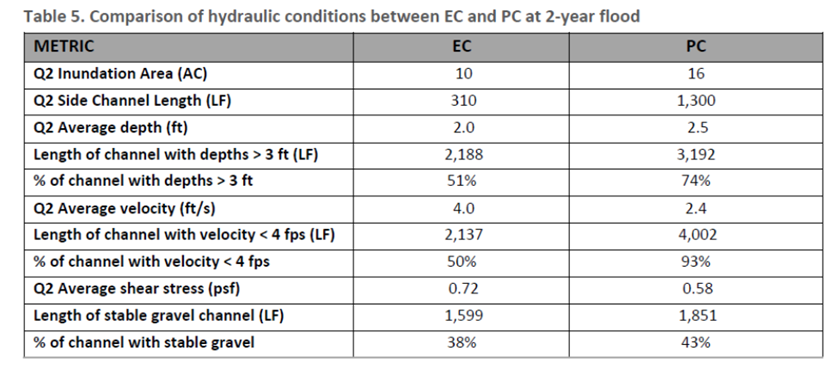 Table 5. Comparison of hydraulic conditions between EC and PC at 2-year flood
METRIC EC PC
Q2 Inundation Area (AC) 10 16
Q2 Side Channel Length (LF) 310 1,300
Q2 Average depth (ft) 2.0 2.5
Length of channel with depths > 3 ft (LF) 2,188 3,192
% of channel with depths > 3 ft 51% 74%
Q2 Average velocity (ft/s) 4.0 2.4
Length of channel with velocity < 4 fps (LF) 2,137 4,002
% of channel with velocity < 4 fps 50% 93%
Q2 Average shear stress (psf) 0.72 0.58
Length of stable gravel channel (LF) 1,599 1,851
% of channel with stable gravel 38% 43%